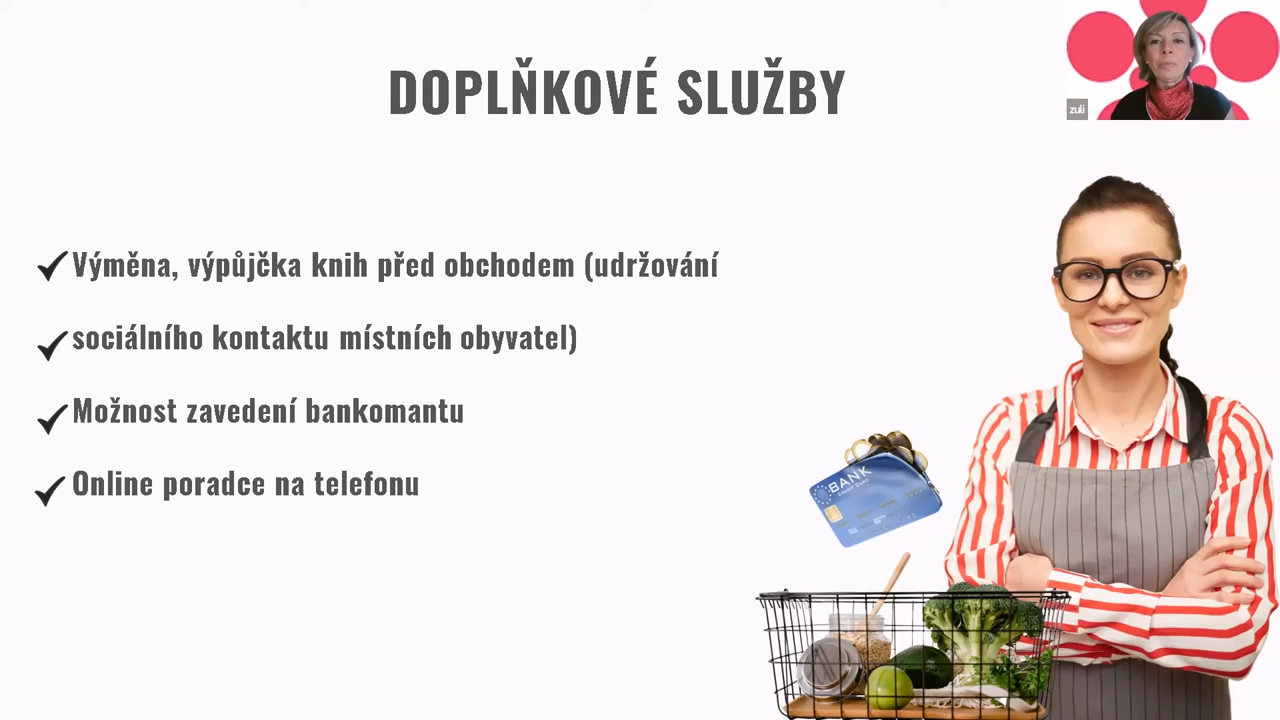 DOPLŇKOVÉ SLUŽBY
zuli
Výměna, výpůjčka knih před obchodem (udržování
sociálního kontaktu místních obyvatel)
Možnost zavedení bankomantu
Online poradce na telefonu
BANK